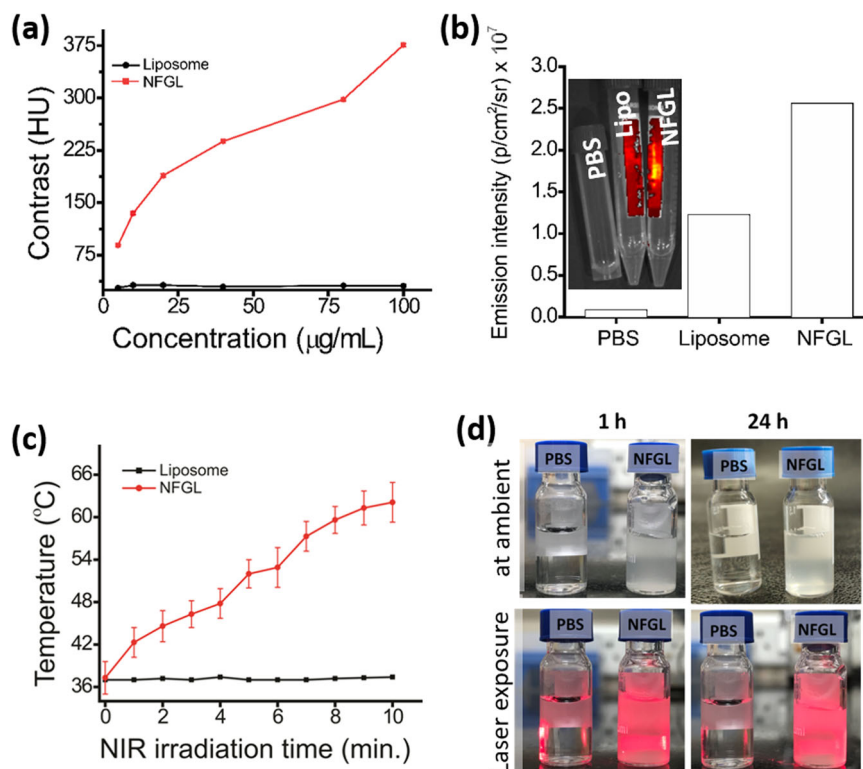 (a)
375
300
225
150
75
Contrast (HU)
Liposome
NFGL
0
25
50
75
100
Concentration (μg/mL)
(b)
3.0
2.5
2.0
1.5
1.0
0.5
0.0
Emission intensity (p/cm²/sr) x 10⁷
PBS
Lipo
NFGL
PBS
Liposome
NFGL
(c)
66
60
54
48
42
36
Temperature (°C)
Liposome
NFGL
0
2
4
6
8
10
NIR irradiation time (min.)
(d)
1 h
24 h
at ambient
PBS
NFGL
PBS
NFGL
Laser exposure
PBS
NFGL
PBS
NFGL